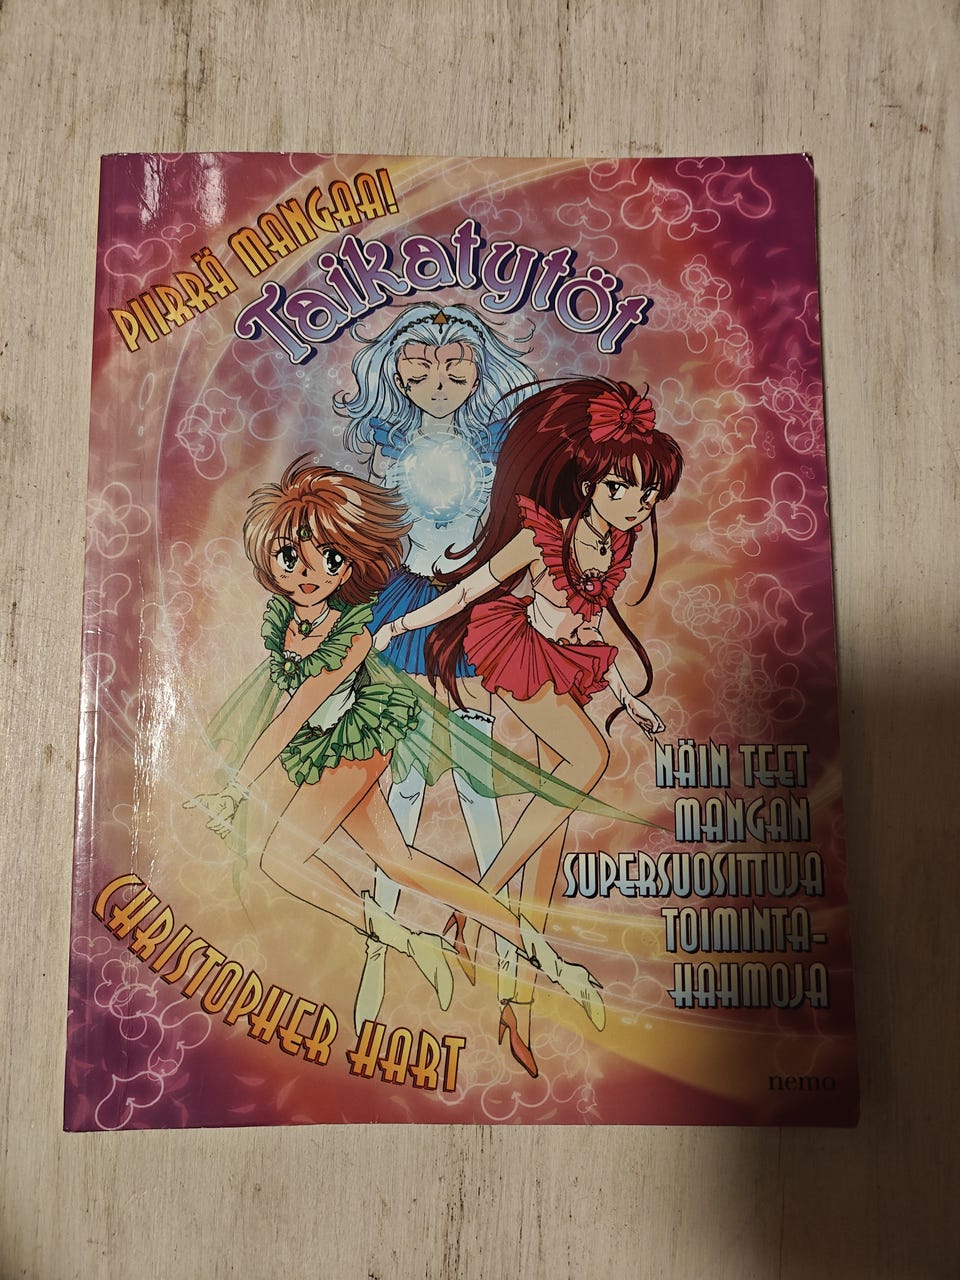 PIIRRÄ MANGAA!
Taikatytöt
NÄIN TEET
MANGAN
SUPERSUOSITTUJA
TOIMINTA-
HAHMOJA
CHRISTOPHER HART
nemo